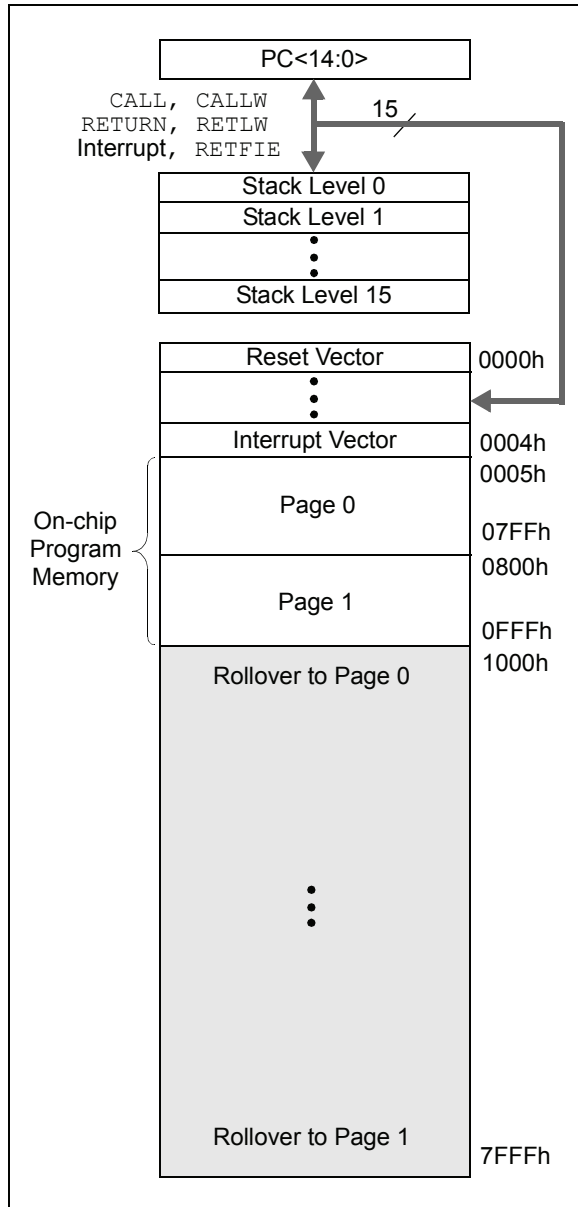 PC<14:0>
CALL, CALLW
RETURN, RETLW
Interrupt, RETFIE
15
Stack Level 0
Stack Level 1
Stack Level 15
Reset Vector
0000h
Interrupt Vector
0004h
0005h
Page 0
On-chip
Program
Memory
07FFh
0800h
Page 1
0FFFh
1000h
Rollover to Page 0
Rollover to Page 1
7FFFh